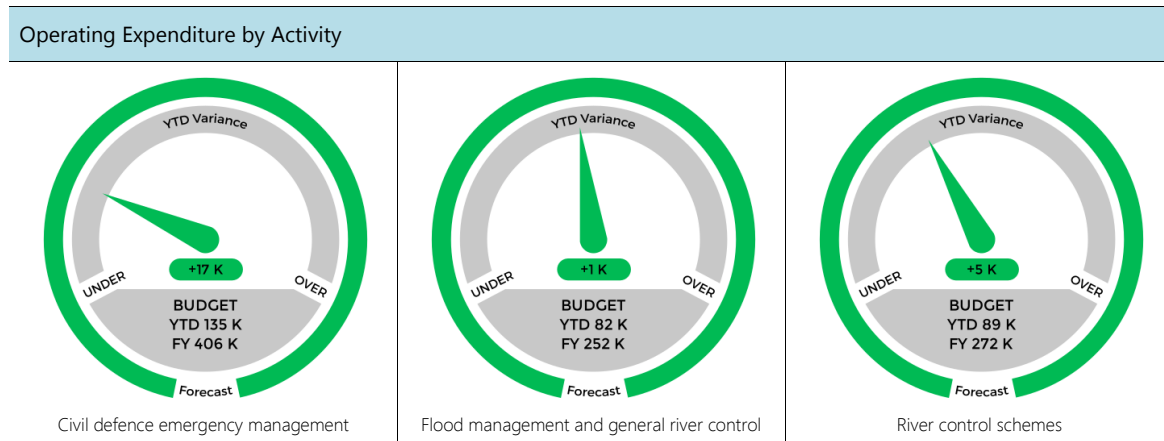 Operating Expenditure by Activity
YTD Variance
+17 K
UNDER
OVER
BUDGET
YTD 135 K
FY 406 K
Forecast
Civil defence emergency management
YTD Variance
+1 K
UNDER
OVER
BUDGET
YTD 82 K
FY 252 K
Forecast
Flood management and general river control
YTD Variance
+5 K
UNDER
OVER
BUDGET
YTD 89 K
FY 272 K
Forecast
River control schemes